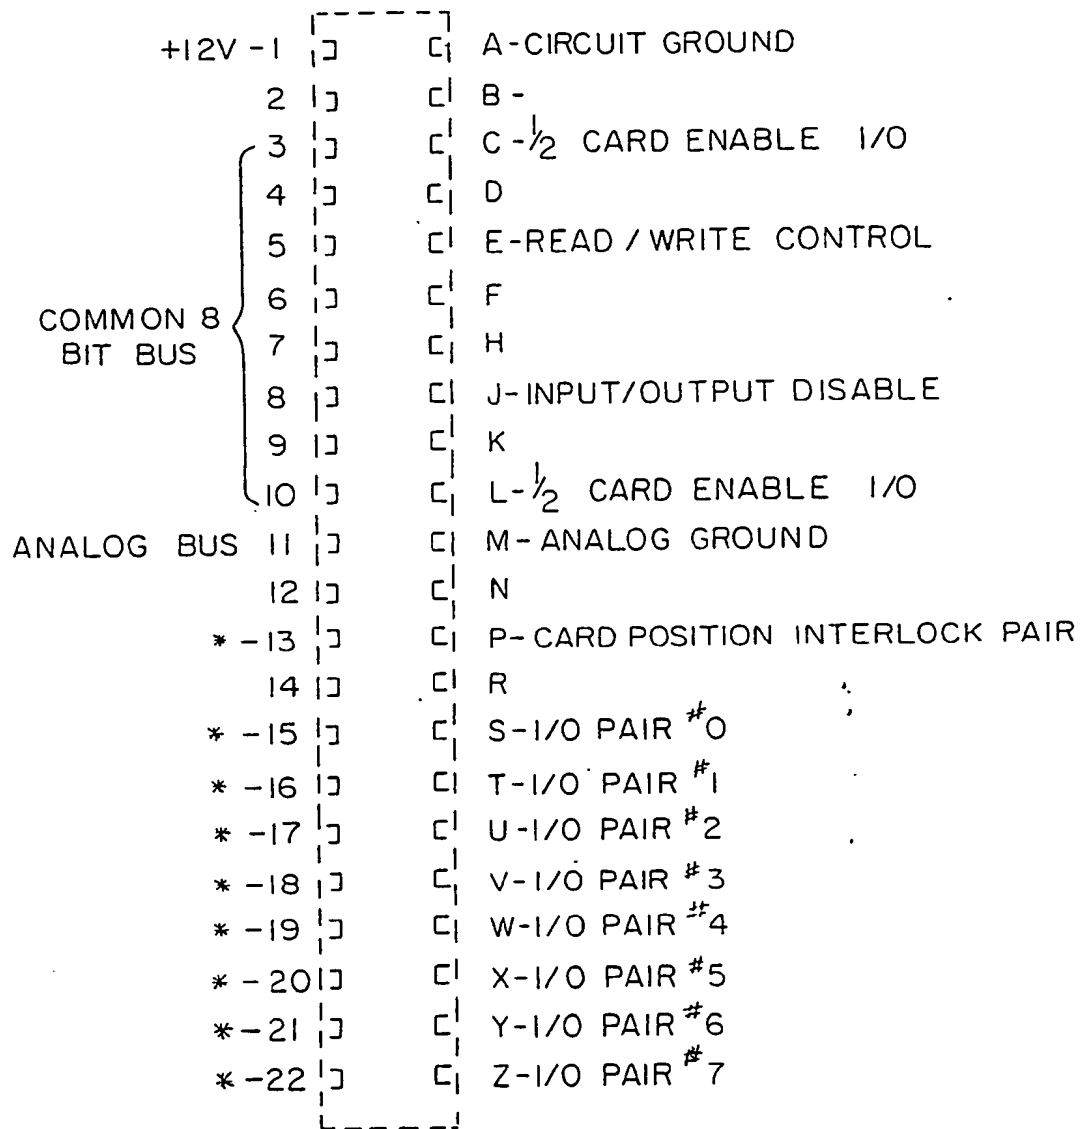 +12V - 1 A - CIRCUIT GROUND
2 B -
3 C - 1/2 CARD ENABLE I/O
4 D
5 E - READ / WRITE CONTROL
6 F
COMMON 8
BIT BUS
7 H
8 J - INPUT/OUTPUT DISABLE
9 K
10 L - 1/2 CARD ENABLE I/O
ANALOG BUS 11 M - ANALOG GROUND
12 N
* - 13 P - CARD POSITION INTERLOCK PAIR
14 R
* - 15 S - I/O PAIR #0
* - 16 T - I/O PAIR #1
* - 17 U - I/O PAIR #2
* - 18 V - I/O PAIR #3
* - 19 W - I/O PAIR #4
* - 20 X - I/O PAIR #5
* - 21 Y - I/O PAIR #6
* - 22 Z - I/O PAIR #7